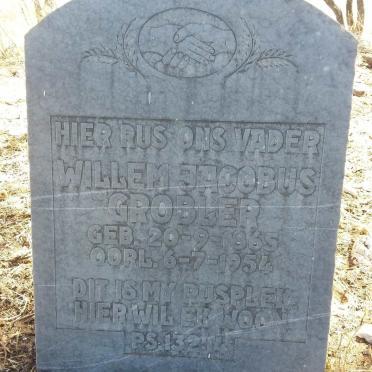 HIER RUS ONS VADER
WILLEM JACOBUS
GROBLER
GEB. 20-9-1865
OORL. 6-7-1954
DIT IS MY RUSPLEK
HIER WIL EK WOON
PS. 132:14